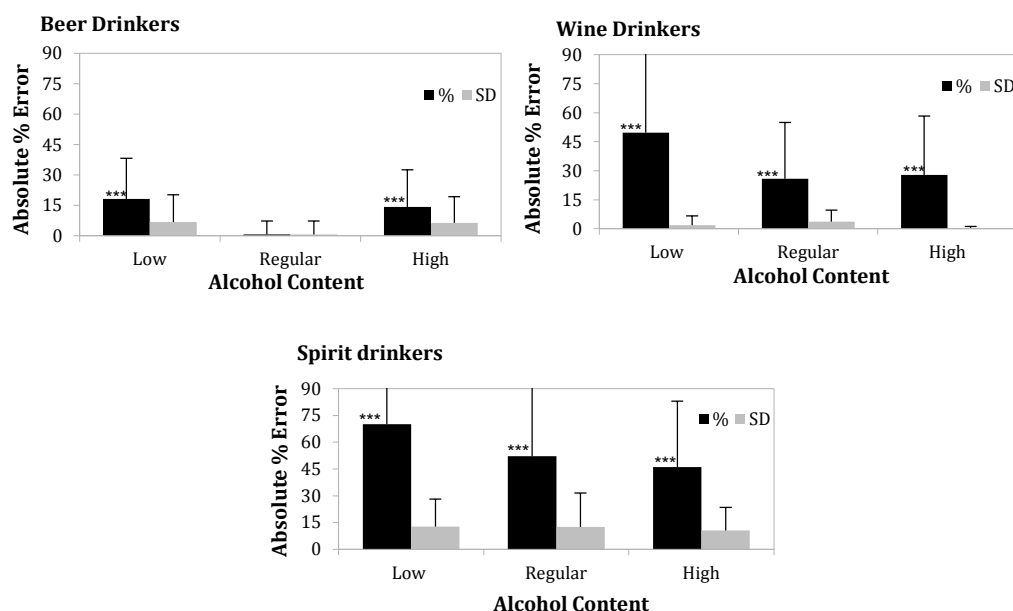 Beer Drinkers
90
75
60
45
30
15
0
Absolute % Error
% SD
***
***
Low Regular High
Alcohol Content
Wine Drinkers
90
75
60
45
30
15
0
Absolute % Error
% SD
***
***
***
Low Regular High
Alcohol Content
Spirit drinkers
90
75
60
45
30
15
0
Absolute % Error
% SD
***
***
***
Low Regular High
Alcohol Content